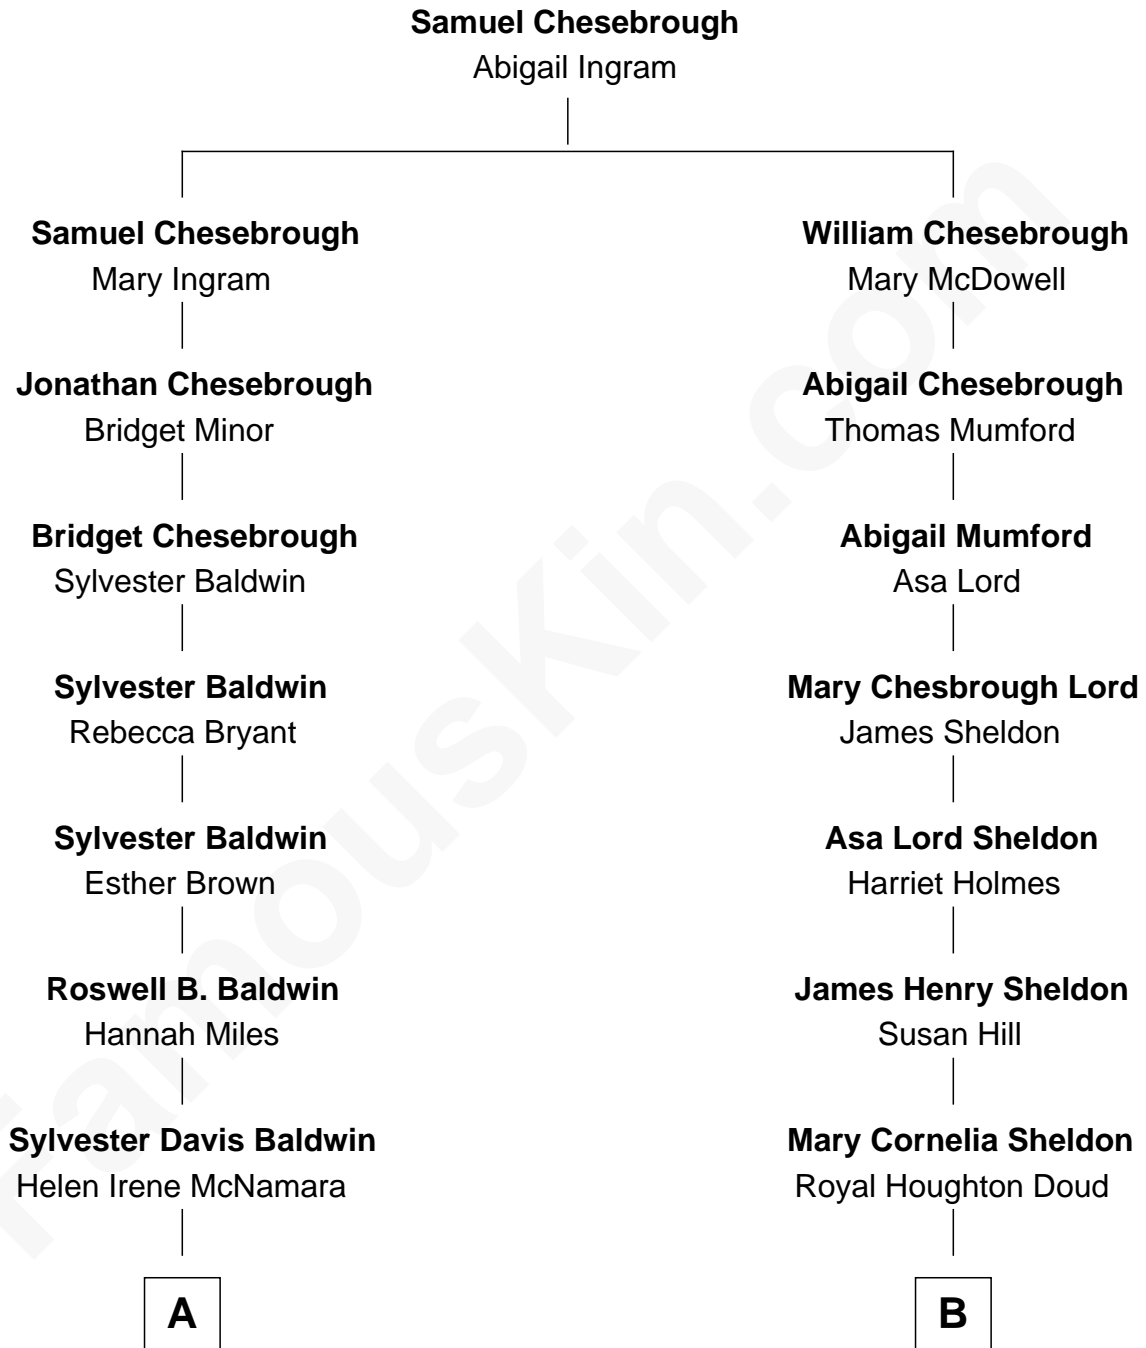 Samuel Chesebrough
Abigail Ingram
Samuel Chesebrough
Mary Ingram
William Chesebrough
Mary McDowell
Jonathan Chesebrough
Bridget Minor
Abigail Chesebrough
Thomas Mumford
Bridget Chesebrough
Sylvester Baldwin
Abigail Mumford
Asa Lord
Sylvester Baldwin
Rebecca Bryant
Mary Chesbrough Lord
James Sheldon
Sylvester Baldwin
Esther Brown
Asa Lord Sheldon
Harriet Holmes
Roswell B. Baldwin
Hannah Miles
James Henry Sheldon
Susan Hill
Sylvester Davis Baldwin
Helen Irene McNamara
Mary Cornelia Sheldon
Royal Houghton Doud
A
B
FamousKin.com